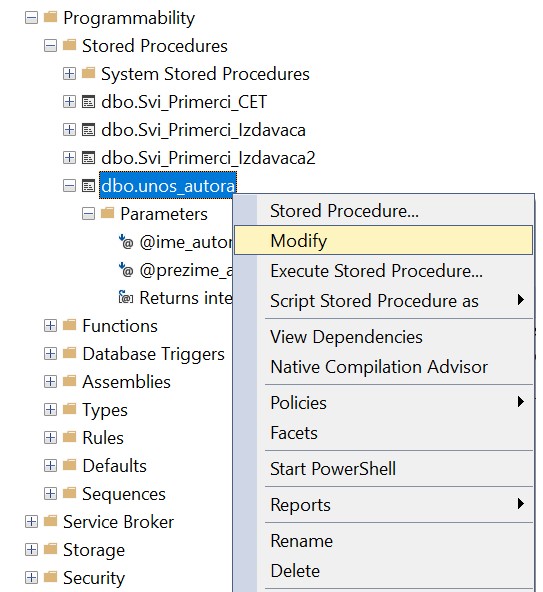 Programmability
Stored Procedures
System Stored Procedures
dbo.Svi_Primerci_CET
dbo.Svi_Primerci_Izdavaca
dbo.Svi_Primerci_Izdavaca2
dbo.unos_autora
Parameters
@ime_autor
@prezime_a
Returns inte
Functions
Database Triggers
Assemblies
Types
Rules
Defaults
Sequences
Service Broker
Storage
Security
Stored Procedure...
Modify
Execute Stored Procedure...
Script Stored Procedure as
View Dependencies
Native Compilation Advisor
Policies
Facets
Start PowerShell
Reports
Rename
Delete